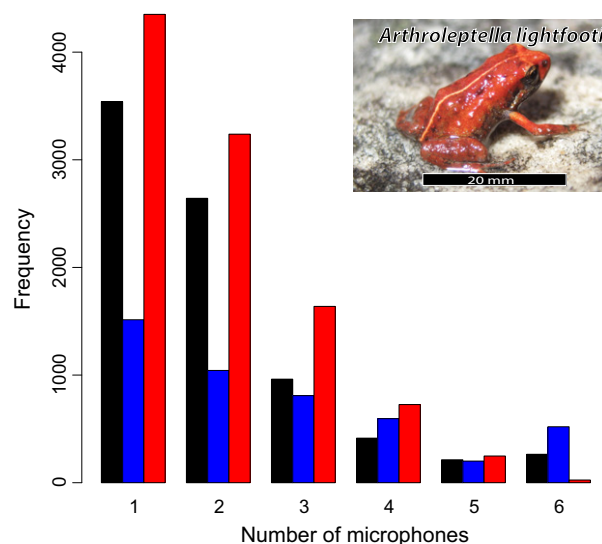 Arthroleptella lightfooti
20 mm
Frequency
4000
3000
2000
1000
0
1 2 3 4 5 6
Number of microphones